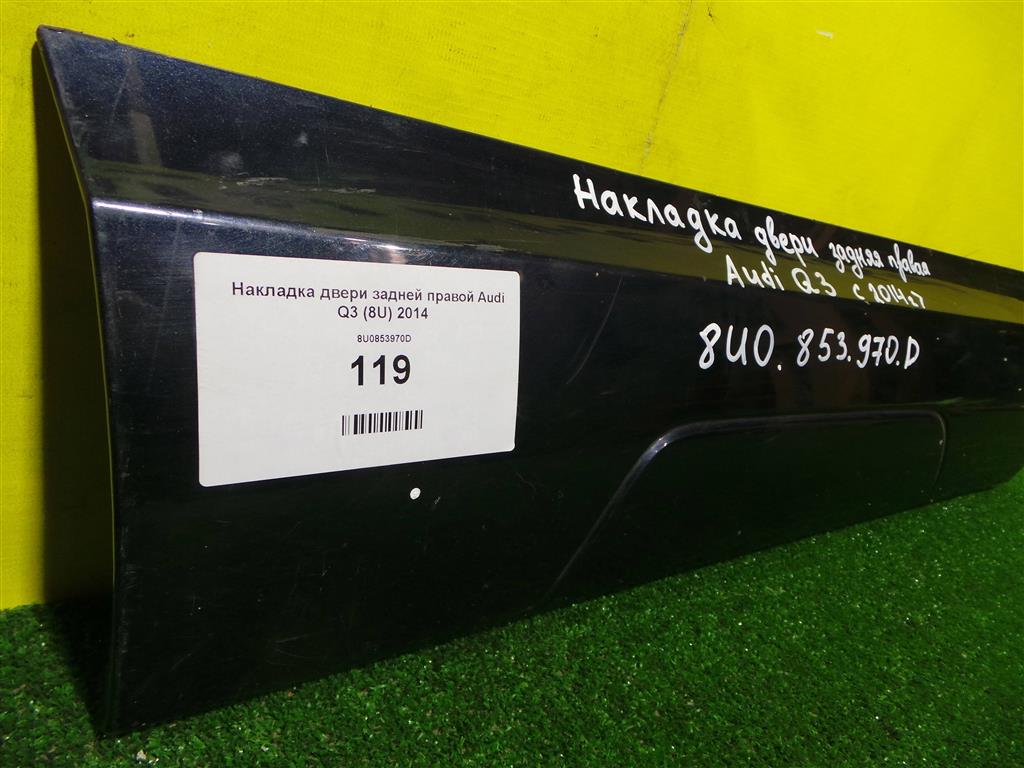 Накладка двери задней правой Audi
Q3 (8U) 2014
8U0853970D
119
Накладка двери задняя правая
Audi Q3 с 2014г
8U0. 853.970.D